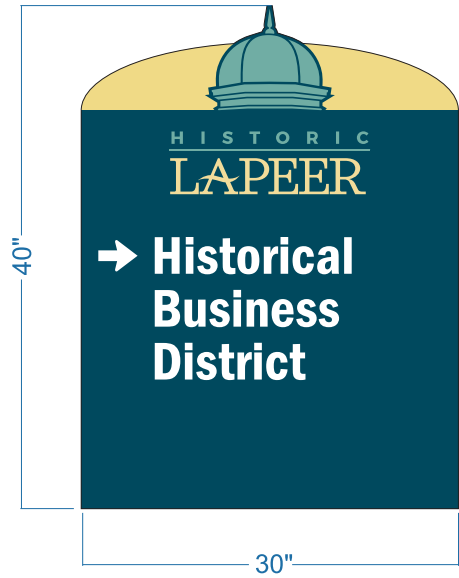 HISTORIC
LAPEER
Historical
Business
District
40"
30"